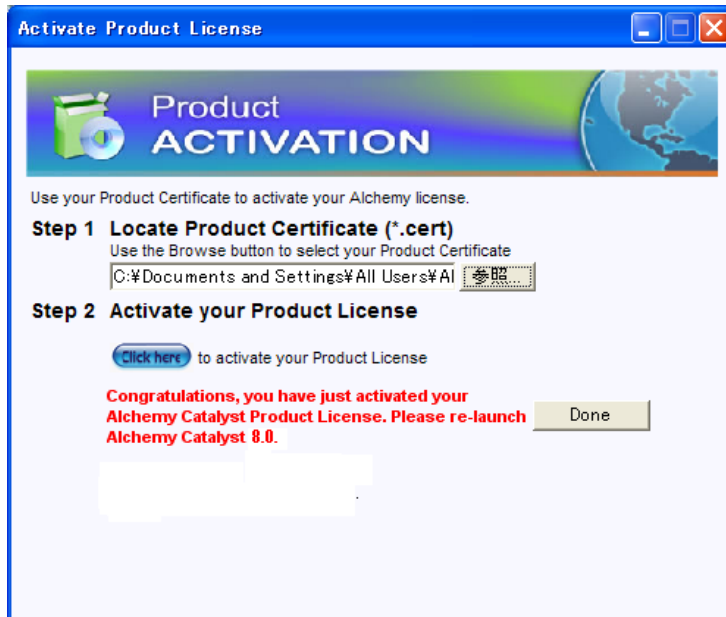 Activate Product License
Product
ACTIVATION
Use your Product Certificate to activate your Alchemy license.
Step 1 Locate Product Certificate (*.cert)
Use the Browse button to select your Product Certificate
C:¥Documents and Settings¥All Users¥Al 参照...
Step 2 Activate your Product License
Click here to activate your Product License
Congratulations, you have just activated your
Alchemy Catalyst Product License. Please re-launch
Alchemy Catalyst 8.0.
Done